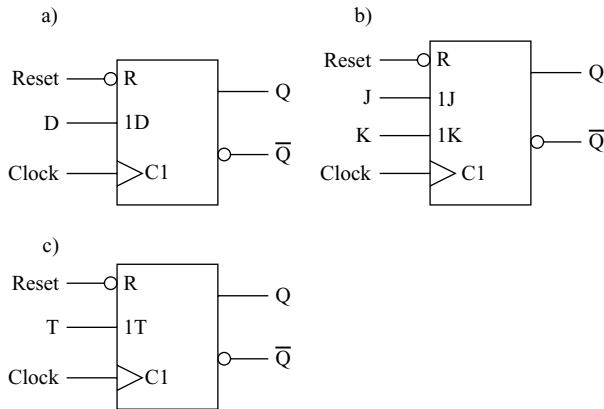 a)
Reset R
Q
D 1D
Q̅
Clock C1
b)
Reset R
Q
J 1J
K 1K
Q̅
Clock C1
c)
Reset R
Q
T 1T
Q̅
Clock C1